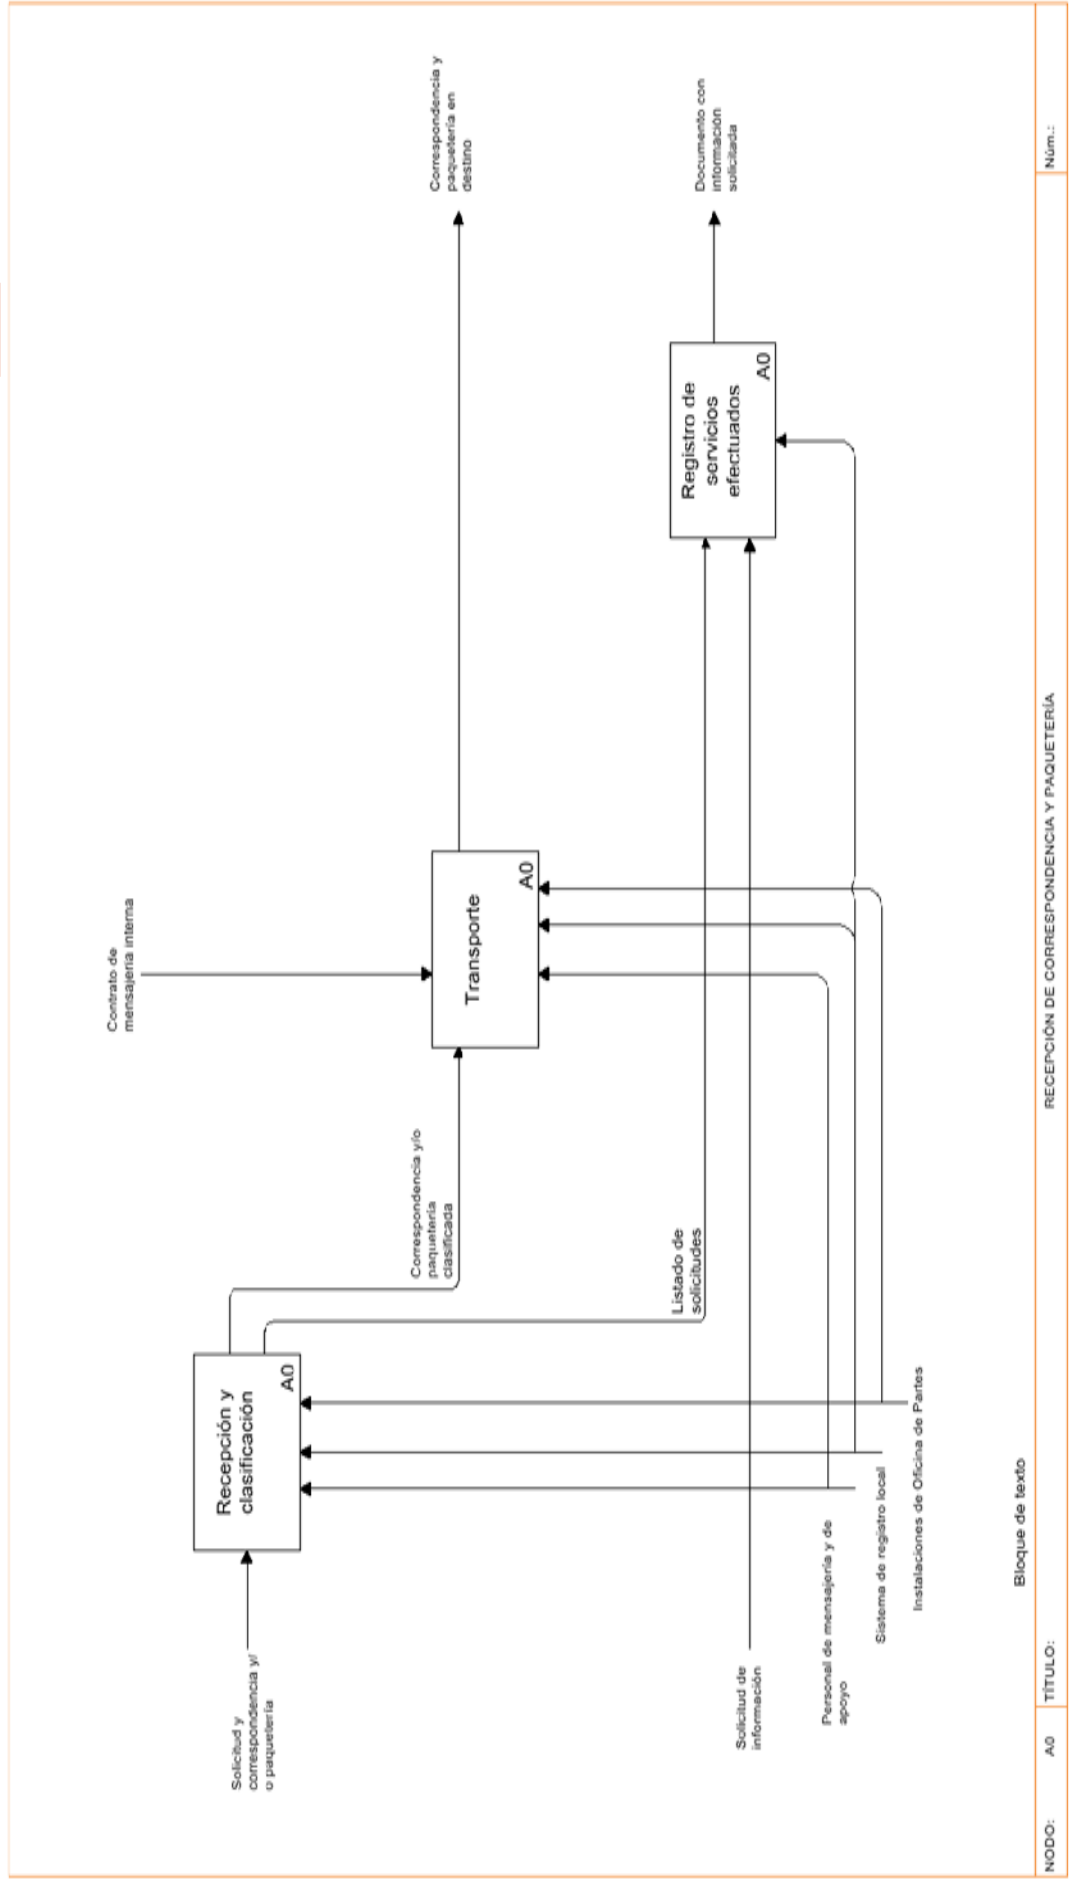 Contrato de
mensajería interna
Solicitud y
correspondencia y/
o paquetería
Recepción y
clasificación
A0
Correspondencia y/o
paquetería
clasificada
Transporte
A0
Correspondencia y
paquetería en
destino
Listado de
solicitudes
Registro de
servicios
efectuados
A0
Documento con
información
solicitada
Solicitud de
información
Personal de mensajería y de
apoyo
Sistema de registro local
Instalaciones de Oficina de Partes
Bloque de texto
NODO: A0 TÍTULO: RECEPCIÓN DE CORRESPONDENCIA Y PAQUETERÍA Núm.: